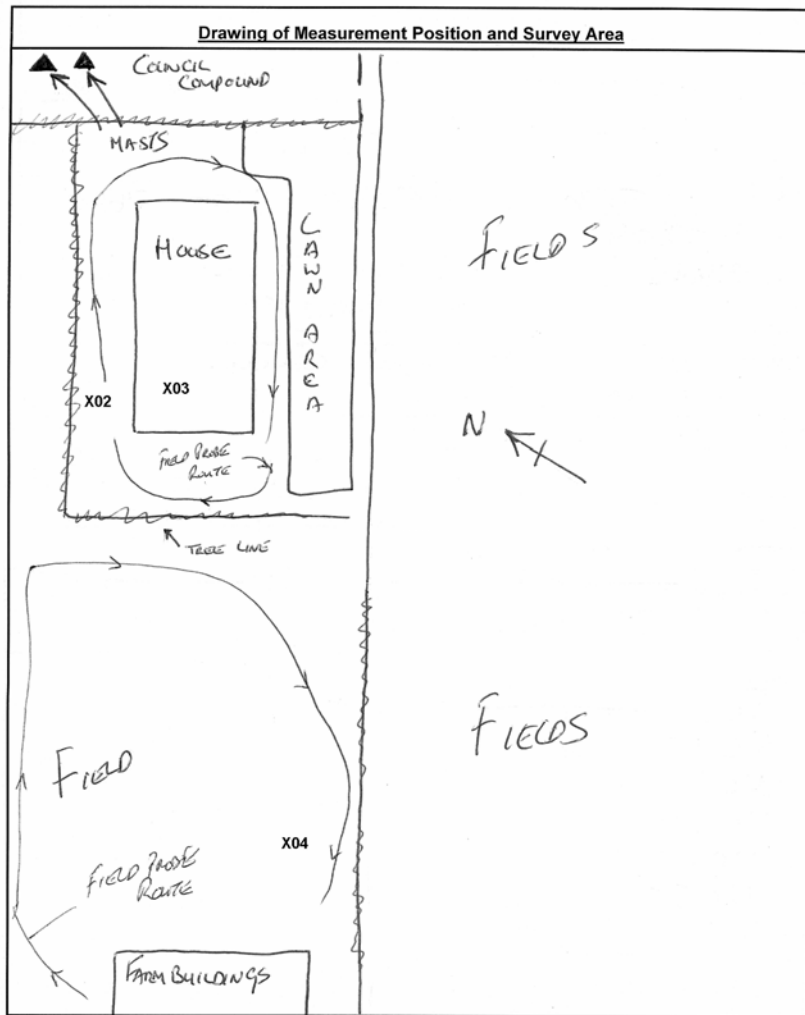 Drawing of Measurement Position and Survey Area
COUNCIL
COMPOUND
MASTS
HOUSE
LAWN AREA
FIELDS
X02
X03
N
FIELD PROBE
ROUTE
TREE LINE
FIELD
FIELDS
X04
FIELD PROBE
ROUTE
FARM BUILDINGS